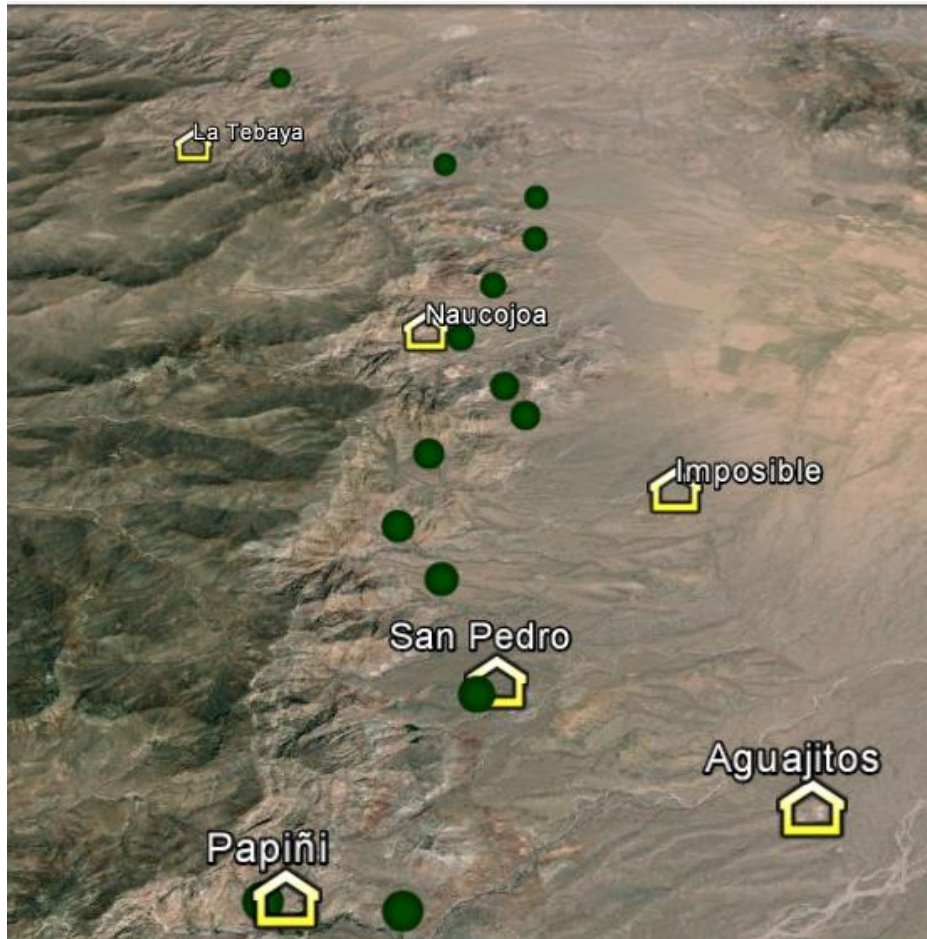 La Tebaya
Naucojoa
Imposible
San Pedro
Aguajitos
Papiñi